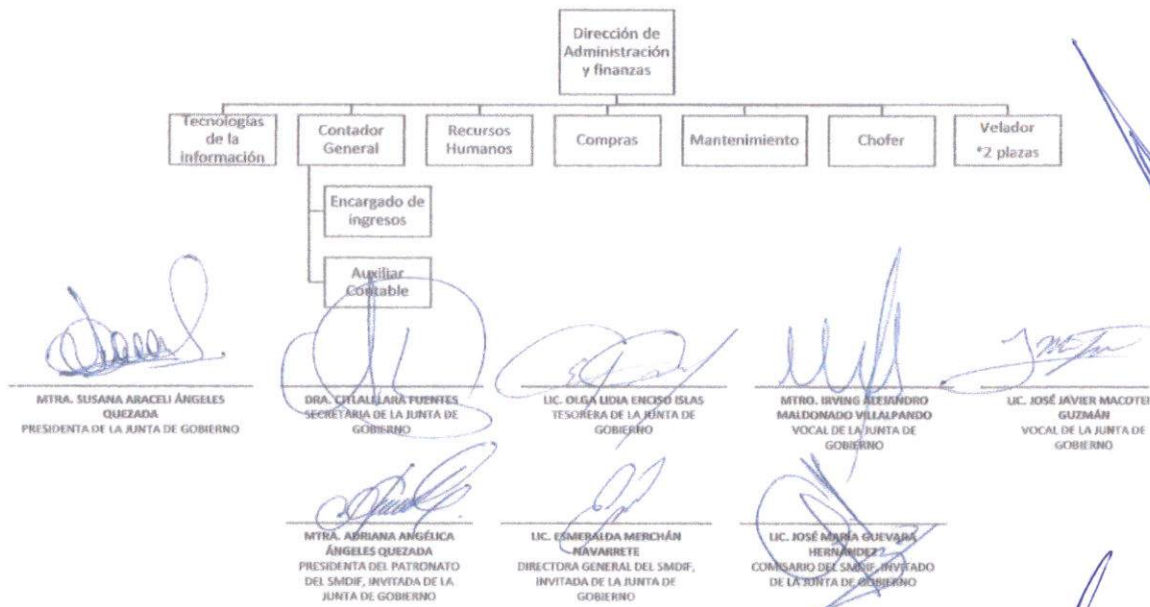 Dirección de
Administración
y finanzas
Tecnologías
de la
información
Contador
General
Recursos
Humanos
Compras
Mantenimiento
Chofer
Velador
*2 plazas
Encargado de
ingresos
Auxiliar
Contable
MTRA. SUSANA ARACELI ÁNGELES
QUEZADA
PRESIDENTA DE LA JUNTA DE GOBIERNO
DRA. CITLALI LARA FUENTES
SECRETARIA DE LA JUNTA DE
GOBIERNO
LIC. OLGA LIDIA ENCISO ISLAS
TESORERA DE LA JUNTA DE
GOBIERNO
MTRO. IRVING ALEJANDRO
MALDONADO VILLALPANDO
VOCAL DE LA JUNTA DE
GOBIERNO
LIC. JOSÉ JAVIER
GUZMÁN
VOCAL DE LA JUNTA DE
GOBIERNO
MTRA. ADRIANA ANGÉLICA
ÁNGELES QUEZADA
PRESIDENTA DEL PATRONATO
DEL SMDIF, INVITADA DE LA
JUNTA DE GOBIERNO
LIC. ESMERALDA MERCHÁN
NAVARRETE
DIRECTORA GENERAL DEL SMDIF,
INVITADA DE LA JUNTA DE
GOBIERNO
LIC. JOSÉ MARÍA GUEVARA
HERNÁNDEZ
COMISARIO DEL SMDIF, INVITADO
DE LA JUNTA DE GOBIERNO